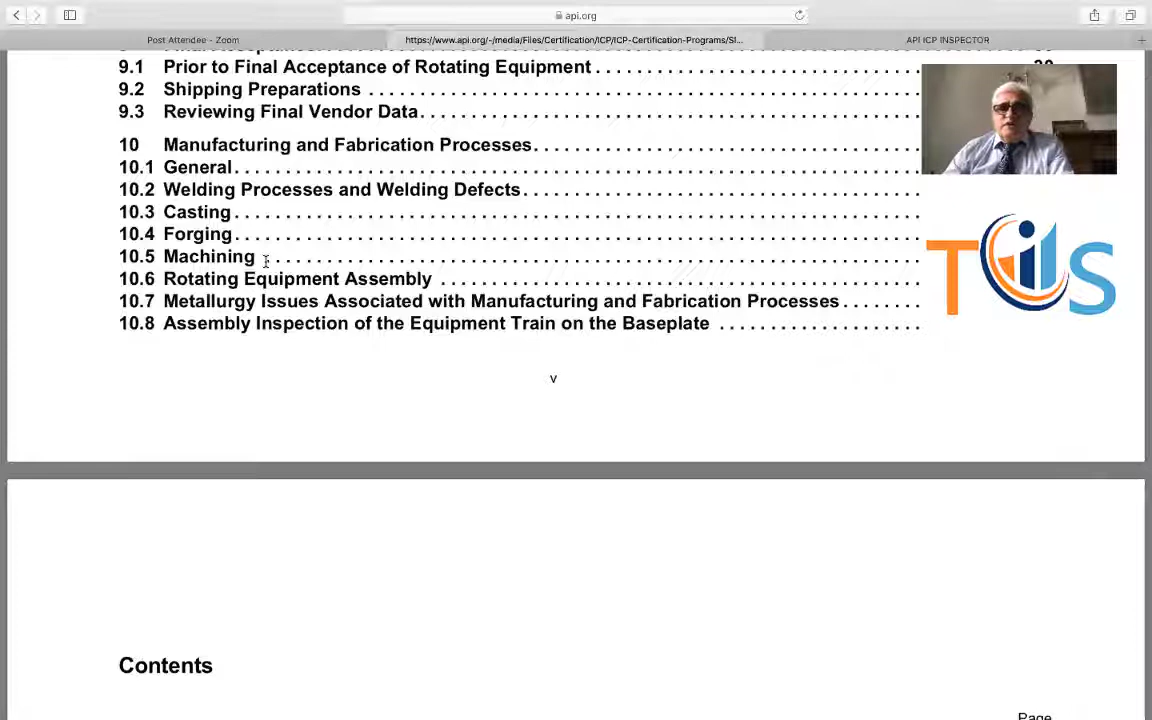 api.org
Post Attendee - Zoom
https://www.api.org/-/media/Files/Certification/ICP/ICP-Certification-Programs/SI...
API ICP INSPECTOR
9.1 Prior to Final Acceptance of Rotating Equipment
9.2 Shipping Preparations
9.3 Reviewing Final Vendor Data
10 Manufacturing and Fabrication Processes
10.1 General
10.2 Welding Processes and Welding Defects
10.3 Casting
10.4 Forging
10.5 Machining
10.6 Rotating Equipment Assembly
10.7 Metallurgy Issues Associated with Manufacturing and Fabrication Processes
10.8 Assembly Inspection of the Equipment Train on the Baseplate
v
Contents
Page